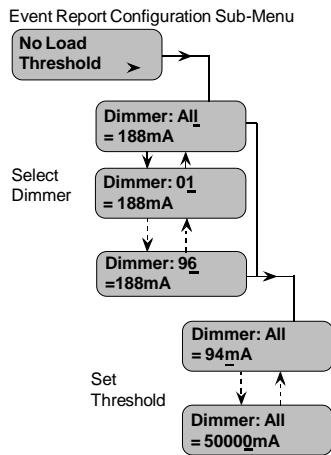 Event Report Configuration Sub-Menu
No Load
Threshold
Dimmer: All
= 188mA
Select
Dimmer
Dimmer: 01
= 188mA
Dimmer: 96
=188mA
Dimmer: All
= 94mA
Set
Threshold
Dimmer: All
= 50000mA